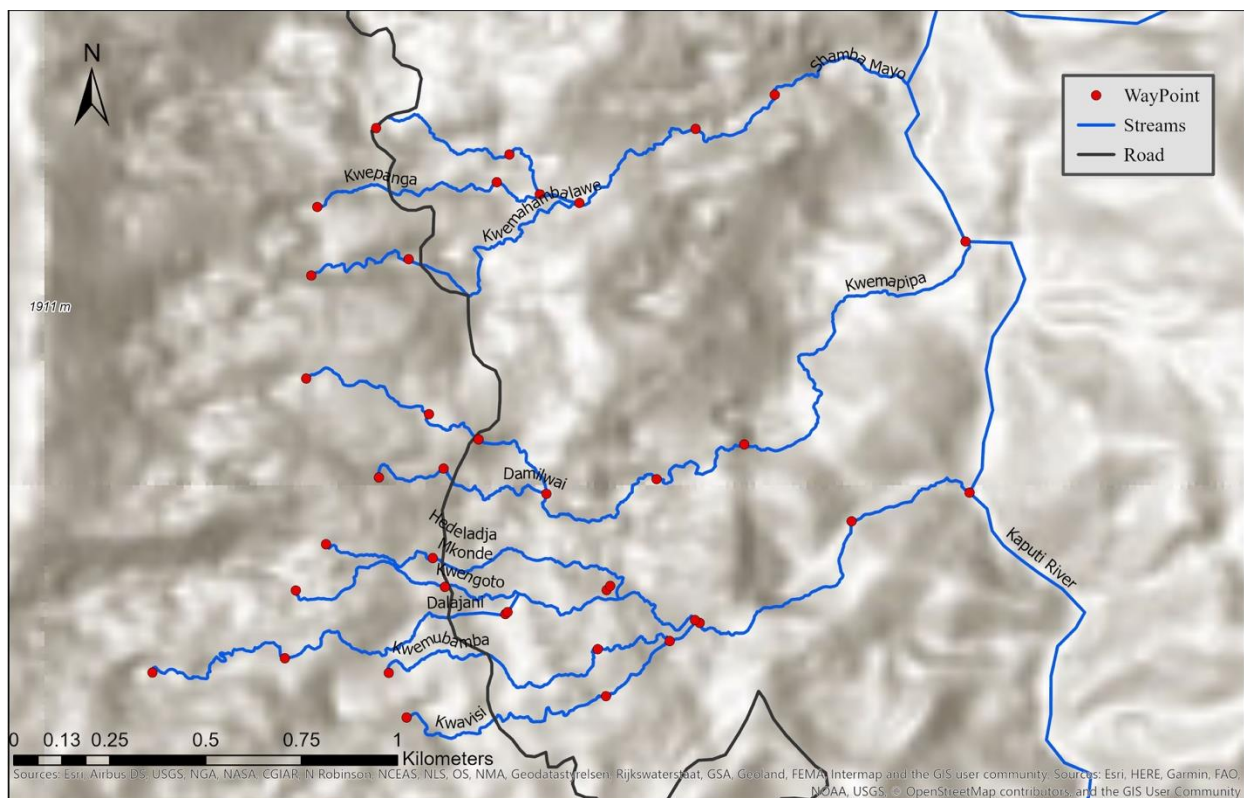 N
Shamba Mayo
WayPoint
Streams
Road
Kwepanga
Kwemahambalawe
Kwemapipa
1911 m
Damilwai
Hedeladja
Mkonde
Kwengoto
Dalajani
Kaputi River
Kwemubamba
Kwavisi
0 0.13 0.25 0.5 0.75 1
Kilometers
Sources: Esri, Airbus DS, USGS, NGA, NASA, CGIAR, N Robinson, NCEAS, NLS, OS, NMA, Geodatastyrelsen, Rijkswaterstaat, GSA, Geoland, FEMA, Intermap and the GIS user community, Sources: Esri, HERE, Garmin, FAO,
NOAA, USGS, © OpenStreetMap contributors, and the GIS User Community